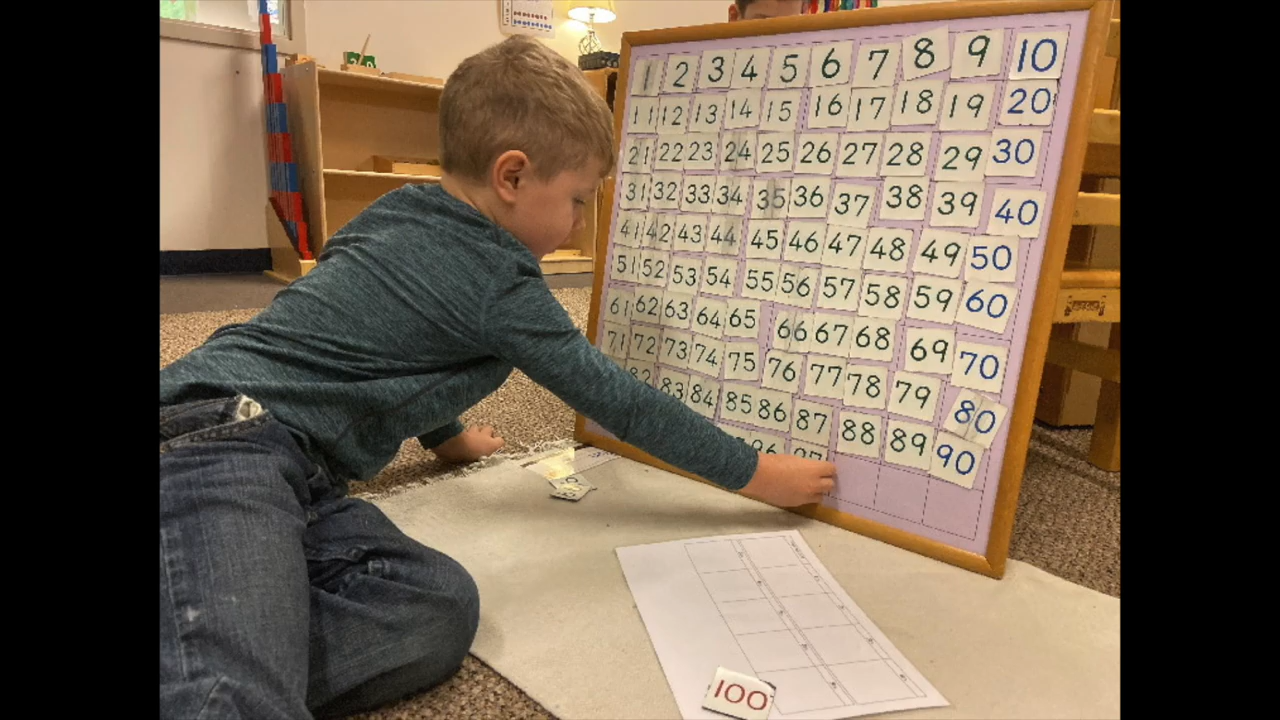 1 2 3 4 5 6 7 8 9 10
11 12 13 14 15 16 17 18 19 20
21 22 23 24 25 26 27 28 29 30
31 32 33 34 35 36 37 38 39 40
41 42 43 44 45 46 47 48 49 50
51 52 53 54 55 56 57 58 59 60
61 62 63 64 65 66 67 68 69 70
71 72 73 74 75 76 77 78 79 80
82 83 84 85 86 87 88 89 90
96 97
100